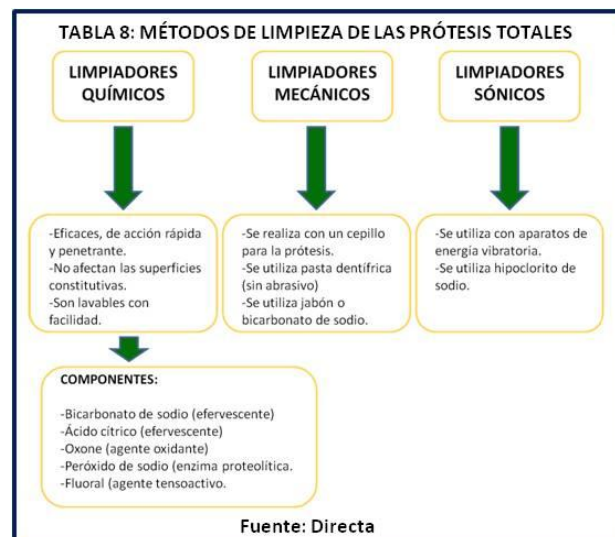 TABLA 8: MÉTODOS DE LIMPIEZA DE LAS PRÓTESIS TOTALES
LIMPIADORES
QUÍMICOS
LIMPIADORES
MECÁNICOS
LIMPIADORES
SÓNICOS
-Eficaces, de acción rápida
y penetrante.
-No afectan las superficies
constitutivas.
-Son lavables con
facilidad.
-Se realiza con un cepillo
para la prótesis.
-Se utiliza pasta dentífrica
(sin abrasivo)
-Se utiliza jabón o
bicarbonato de sodio.
-Se utiliza con aparatos de
energía vibratoria.
-Se utiliza hipoclorito de
sodio.
COMPONENTES:
-Bicarbonato de sodio (efervescente)
-Ácido cítrico (efervescente)
-Oxone (agente oxidante)
-Peróxido de sodio (enzima proteolítica.
-Fluoral (agente tensoactivo.
Fuente: Directa